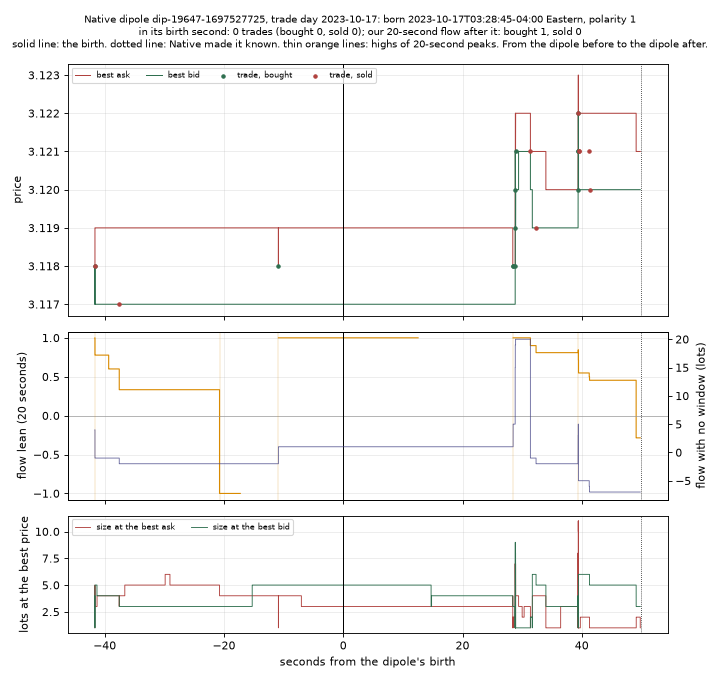 Native dipole dip-19647-1697527725, trade day 2023-10-17: born 2023-10-17T03:28:45-04:00 Eastern, polarity 1
in its birth second: 0 trades (bought 0, sold 0); our 20-second flow after it: bought 1, sold 0
solid line: the birth. dotted line: Native made it known. thin orange lines: highs of 20-second peaks. From the dipole before to the dipole after.
best ask
best bid
trade, bought
trade, sold
3.123
3.122
3.121
3.120
3.119
3.118
3.117
price
1.0
0.5
0.0
−0.5
−1.0
flow lean (20 seconds)
20
15
10
5
0
−5
flow with no window (lots)
size at the best ask
size at the best bid
10.0
7.5
5.0
2.5
lots at the best price
−40
−20
0
20
40
seconds from the dipole's birth